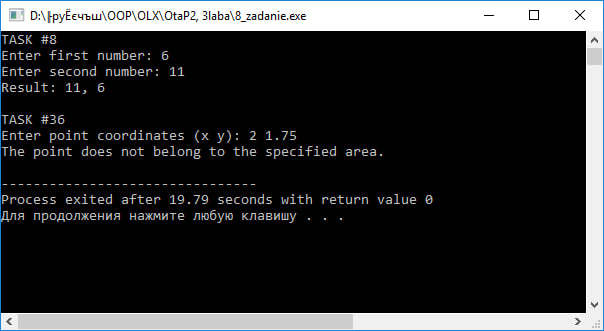 D:\╟руЁєчъш\OOP\OLX\OtaP2, 3laba\8_zadanie.exe
TASK #8
Enter first number: 6
Enter second number: 11
Result: 11, 6
TASK #36
Enter point coordinates (x y): 2 1.75
The point does not belong to the specified area.
--------------------------------
Process exited after 19.79 seconds with return value 0
Для продолжения нажмите любую клавишу . . .